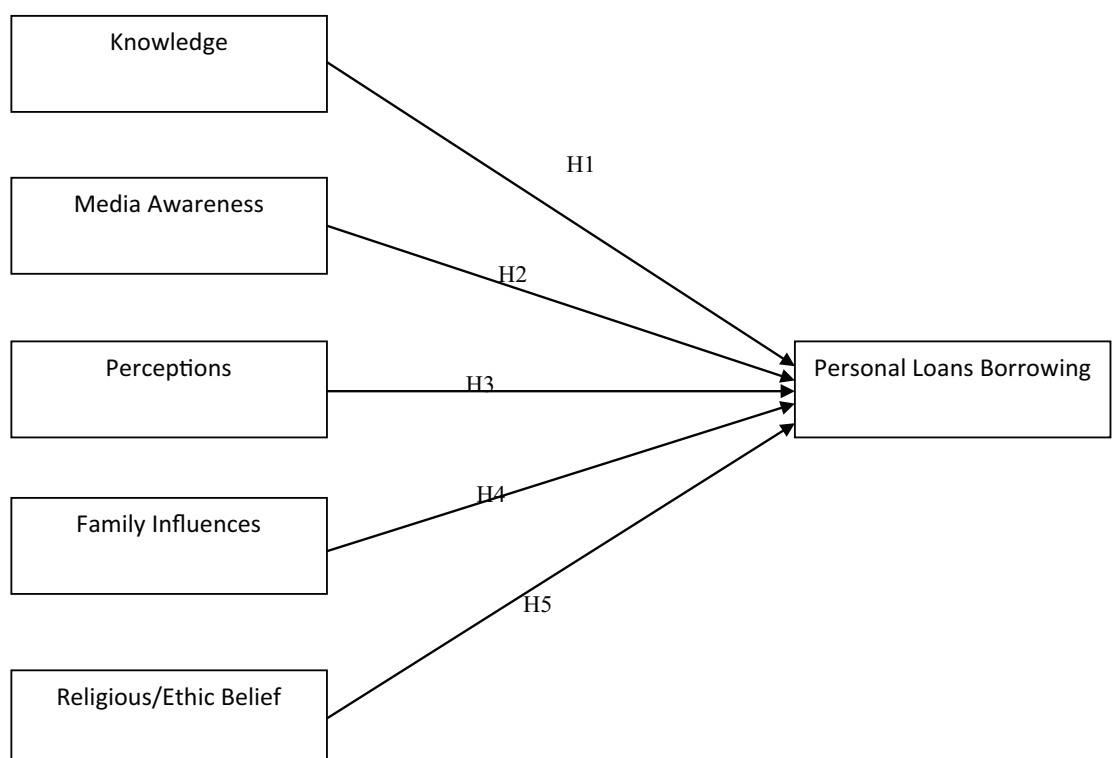 Knowledge
H1
Media Awareness
H2
Perceptions
H3
Personal Loans Borrowing
Family Influences
H4
H5
Religious/Ethic Belief